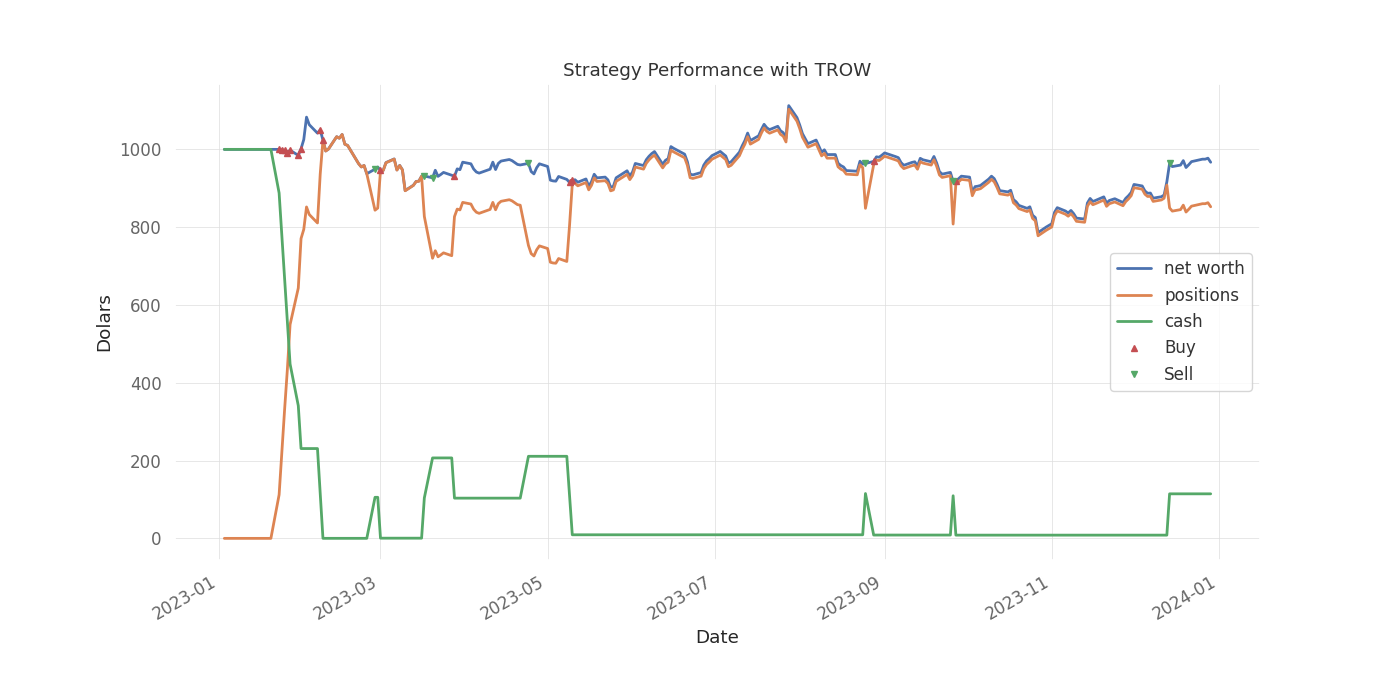 Strategy Performance with TROW
Dolars
1000
800
600
400
200
0
net worth
positions
cash
Buy
Sell
2023-01
2023-03
2023-05
2023-07
2023-09
2023-11
2024-01
Date